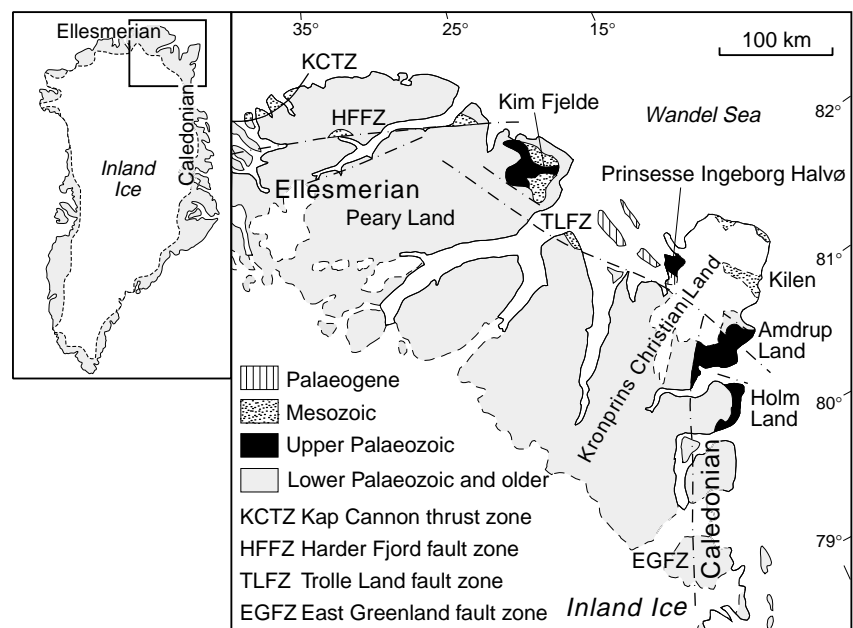 Ellesmerian
Caledonian
Inland
Ice
35°
25°
15°
100 km
KCTZ
HFFZ
Kim Fjelde
Wandel Sea
82°
Prinsesse Ingeborg Halvø
Ellesmerian
Peary Land
TLFZ
81°
Kilen
Kronprins Christian Land
Amdrup
Land
Holm
Land
80°
Palaeogene
Mesozoic
Upper Palaeozoic
Lower Palaeozoic and older
KCTZ Kap Cannon thrust zone
HFFZ Harder Fjord fault zone
TLFZ Trolle Land fault zone
EGFZ East Greenland fault zone
Caledonian
79°
EGFZ
Inland Ice